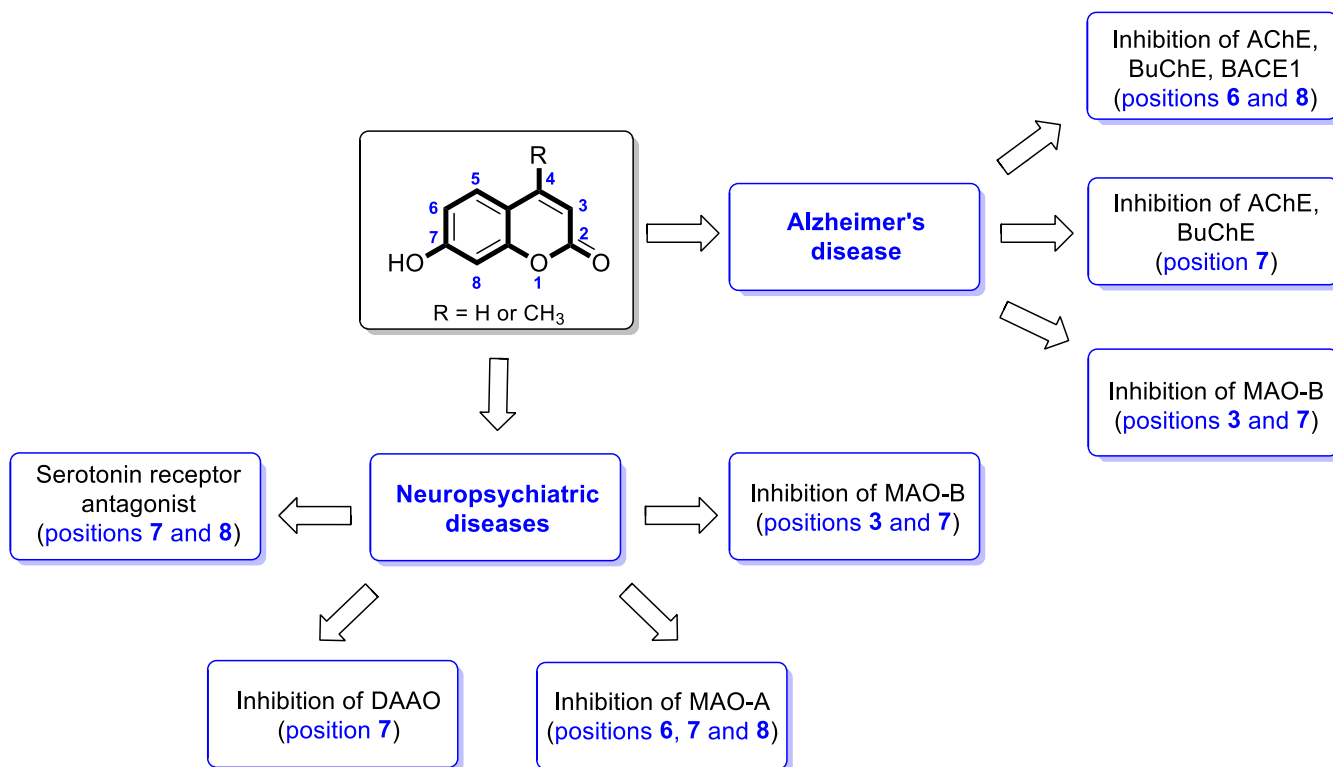 Inhibition of AChE,
BuChE, BACE1
(positions 6 and 8)
R
5
4
6
3
7
2
HO
8
O
1
O
R = H or CH3
Alzheimer's
disease
Inhibition of AChE,
BuChE
(position 7)
Inhibition of MAO-B
(positions 3 and 7)
Serotonin receptor
antagonist
(positions 7 and 8)
Neuropsychiatric
diseases
Inhibition of MAO-B
(positions 3 and 7)
Inhibition of DAAO
(position 7)
Inhibition of MAO-A
(positions 6, 7 and 8)